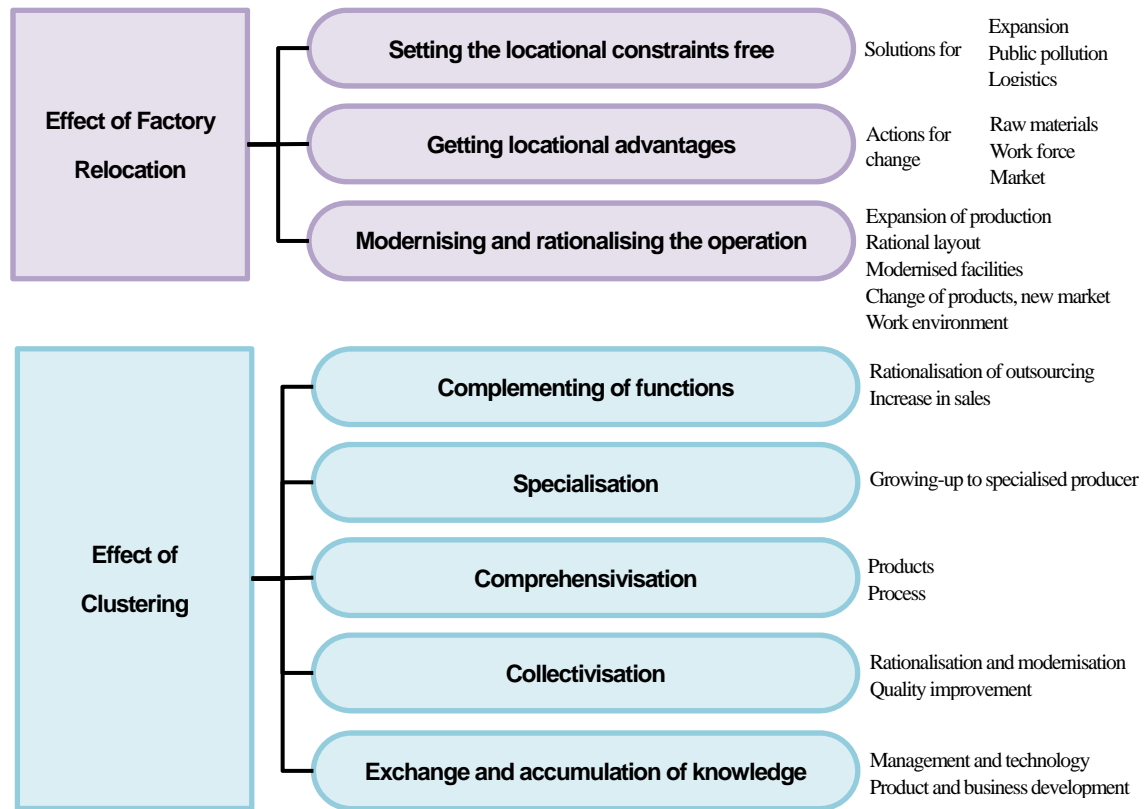 Effect of Factory
Relocation
Setting the locational constraints free
Solutions for
Expansion
Public pollution
Logistics
Getting locational advantages
Actions for
change
Raw materials
Work force
Market
Modernising and rationalising the operation
Expansion of production
Rational layout
Modernised facilities
Change of products, new market
Work environment
Effect of
Clustering
Complementing of functions
Rationalisation of outsourcing
Increase in sales
Specialisation
Growing-up to specialised producer
Comprehensivisation
Products
Process
Collectivisation
Rationalisation and modernisation
Quality improvement
Exchange and accumulation of knowledge
Management and technology
Product and business development